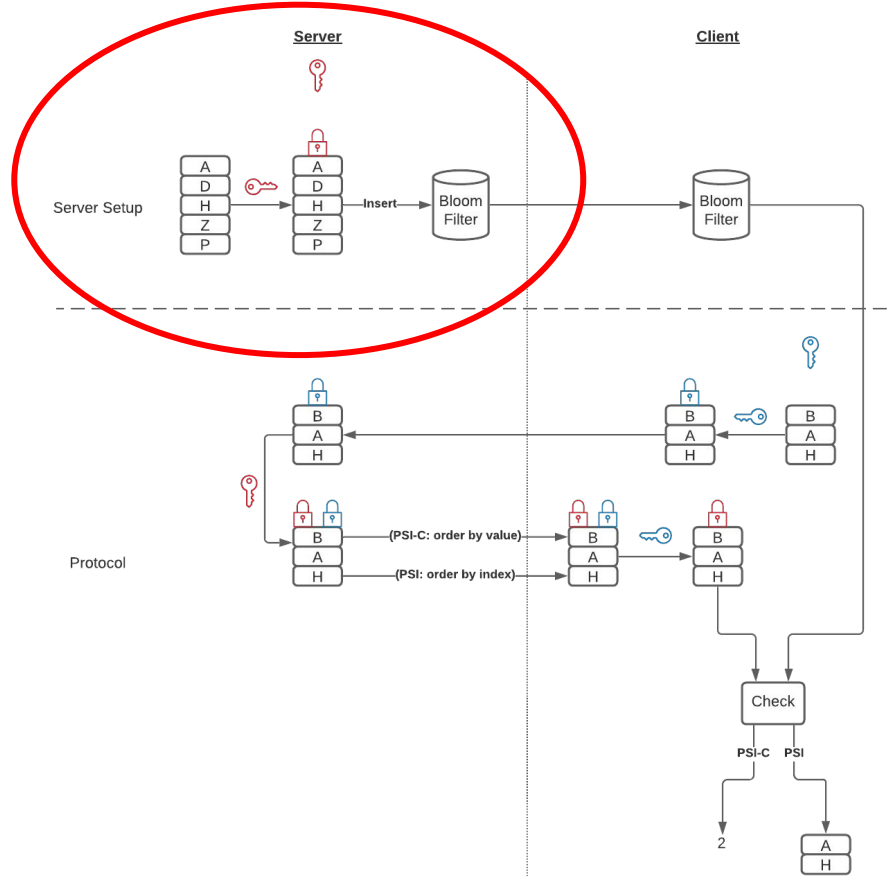 Server
Client
Server Setup
A
D
H
Z
P
A
D
H
Z
P
Insert
Bloom
Filter
Bloom
Filter
B
A
H
B
A
H
B
A
H
Protocol
B
A
H
(PSI-C: order by value)
(PSI: order by index)
B
A
H
B
A
H
Check
PSI-C
PSI
2
A
H